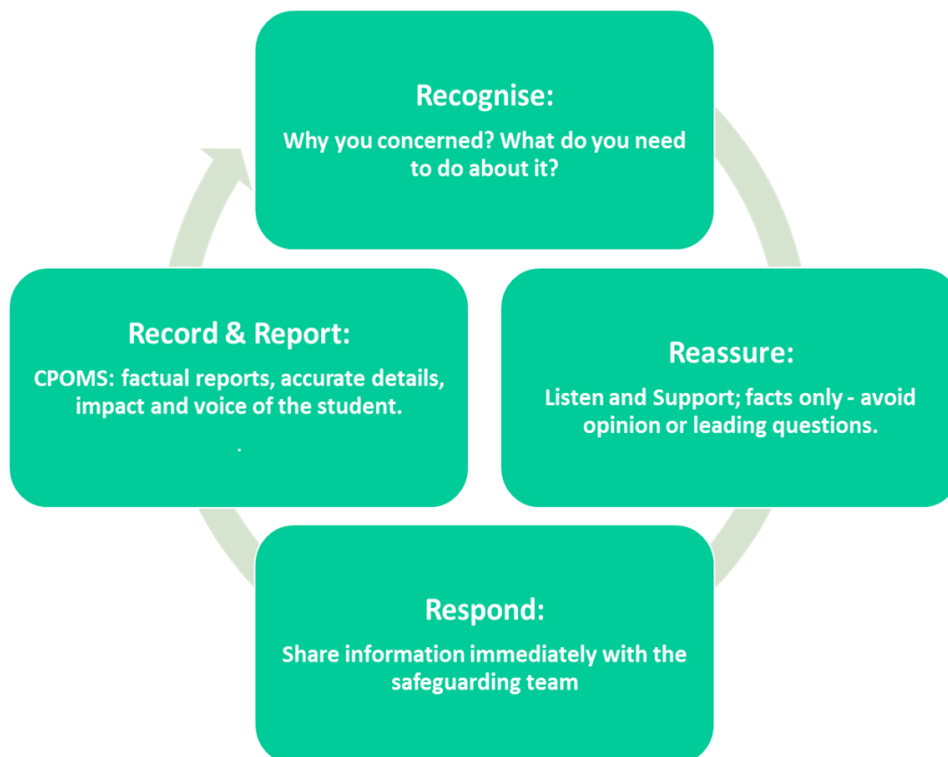 Recognise:
Why you concerned? What do you need
to do about it?
Reassure:
Listen and Support; facts only - avoid
opinion or leading questions.
Respond:
Share information immediately with the
safeguarding team
Record & Report:
CPOMS: factual reports, accurate details,
impact and voice of the student.
.